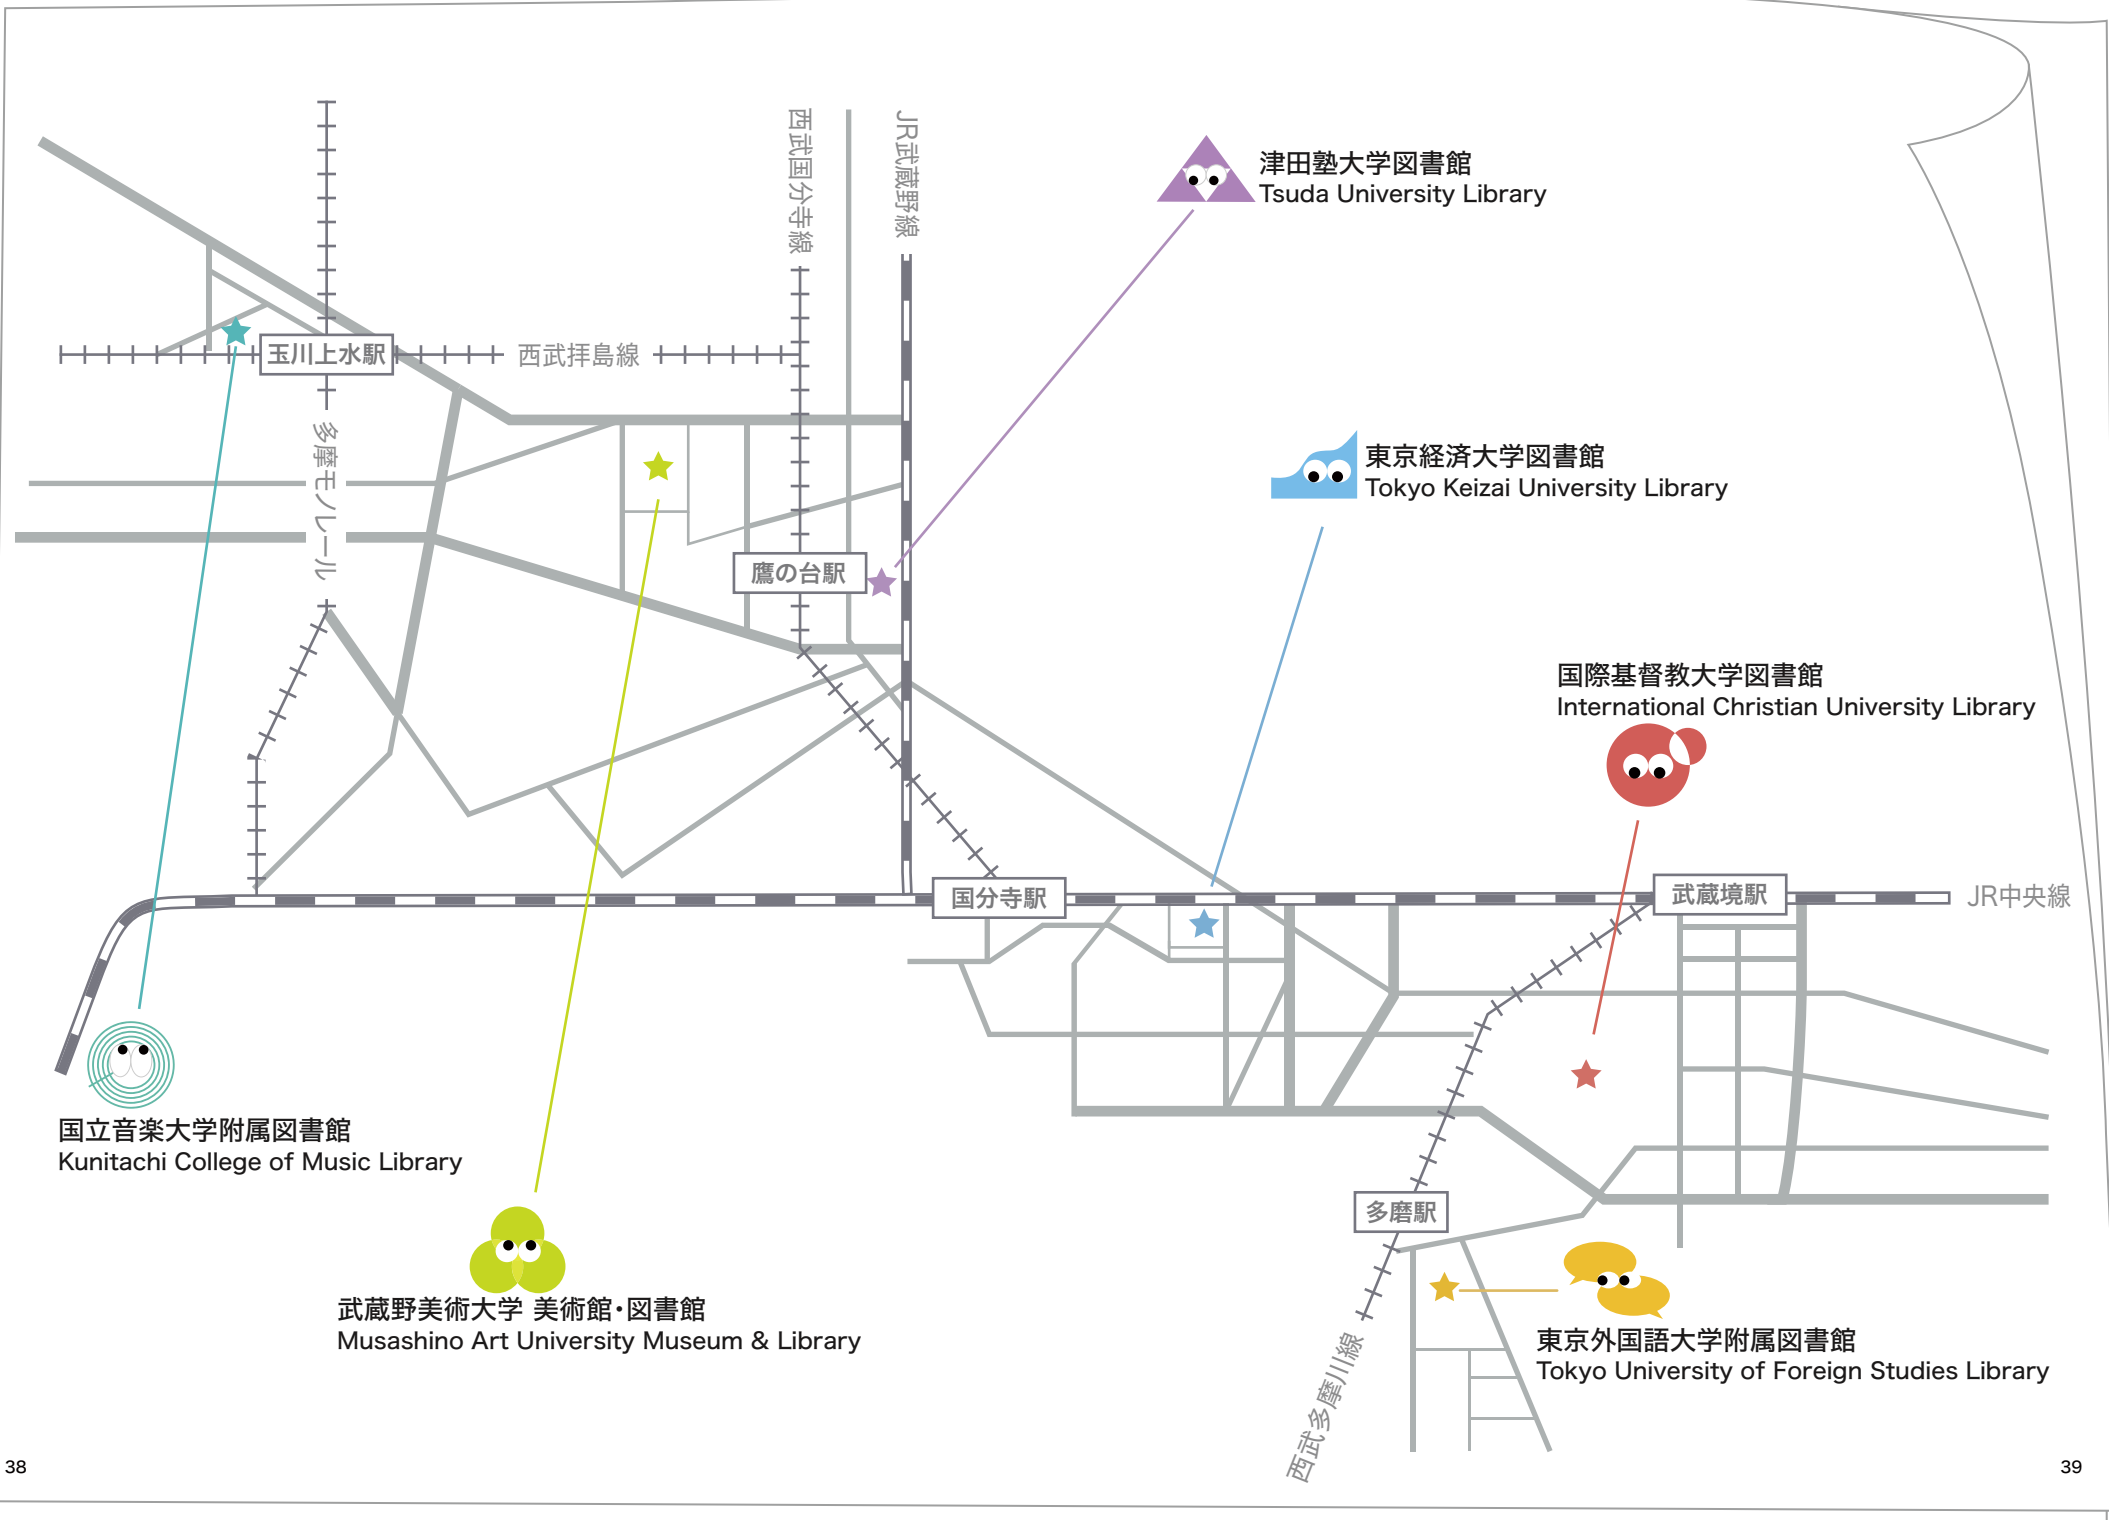 西武国分寺線
JR武蔵野線
津田塾大学図書館
Tsuda University Library
玉川上水駅
西武拝島線
多摩モノレール
東京経済大学図書館
Tokyo Keizai University Library
鷹の台駅
国際基督教大学図書館
International Christian University Library
国分寺駅
武蔵境駅
JR中央線
国立音楽大学附属図書館
Kunitachi College of Music Library
多磨駅
武蔵野美術大学 美術館・図書館
Musashino Art University Museum & Library
東京外国語大学附属図書館
Tokyo University of Foreign Studies Library
西武多摩川線
38
39